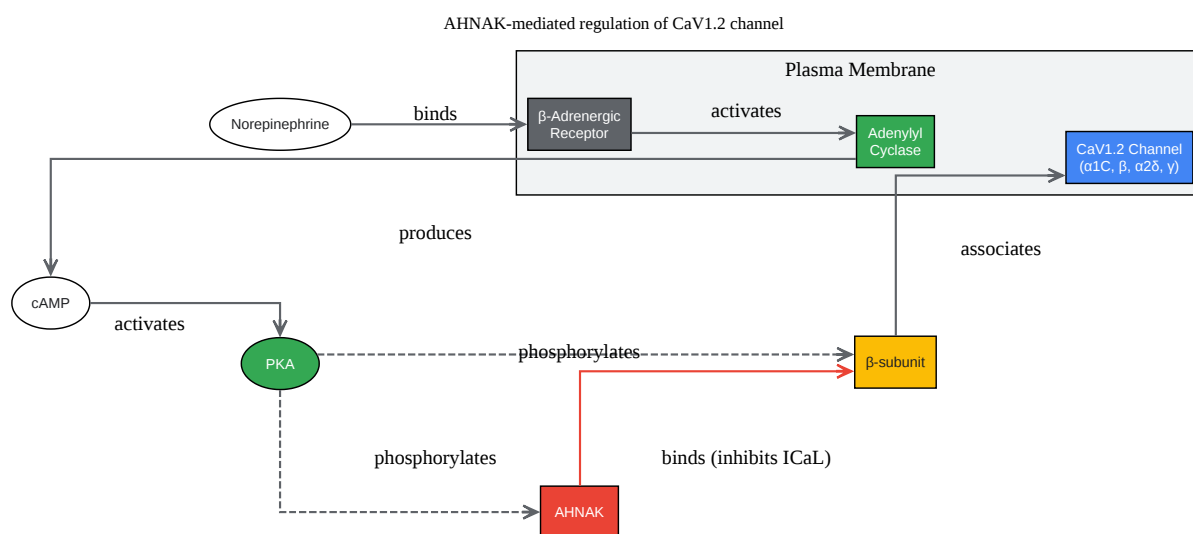 AHNAK-mediated regulation of CaV1.2 channel
Plasma Membrane
Norepinephrine
binds
β-Adrenergic
Receptor
activates
Adenylyl
Cyclase
CaV1.2 Channel
(α1C, β, α2δ, γ)
produces
associates
cAMP
activates
PKA
phosphorylates
β-subunit
phosphorylates
binds (inhibits ICaL)
AHNAK